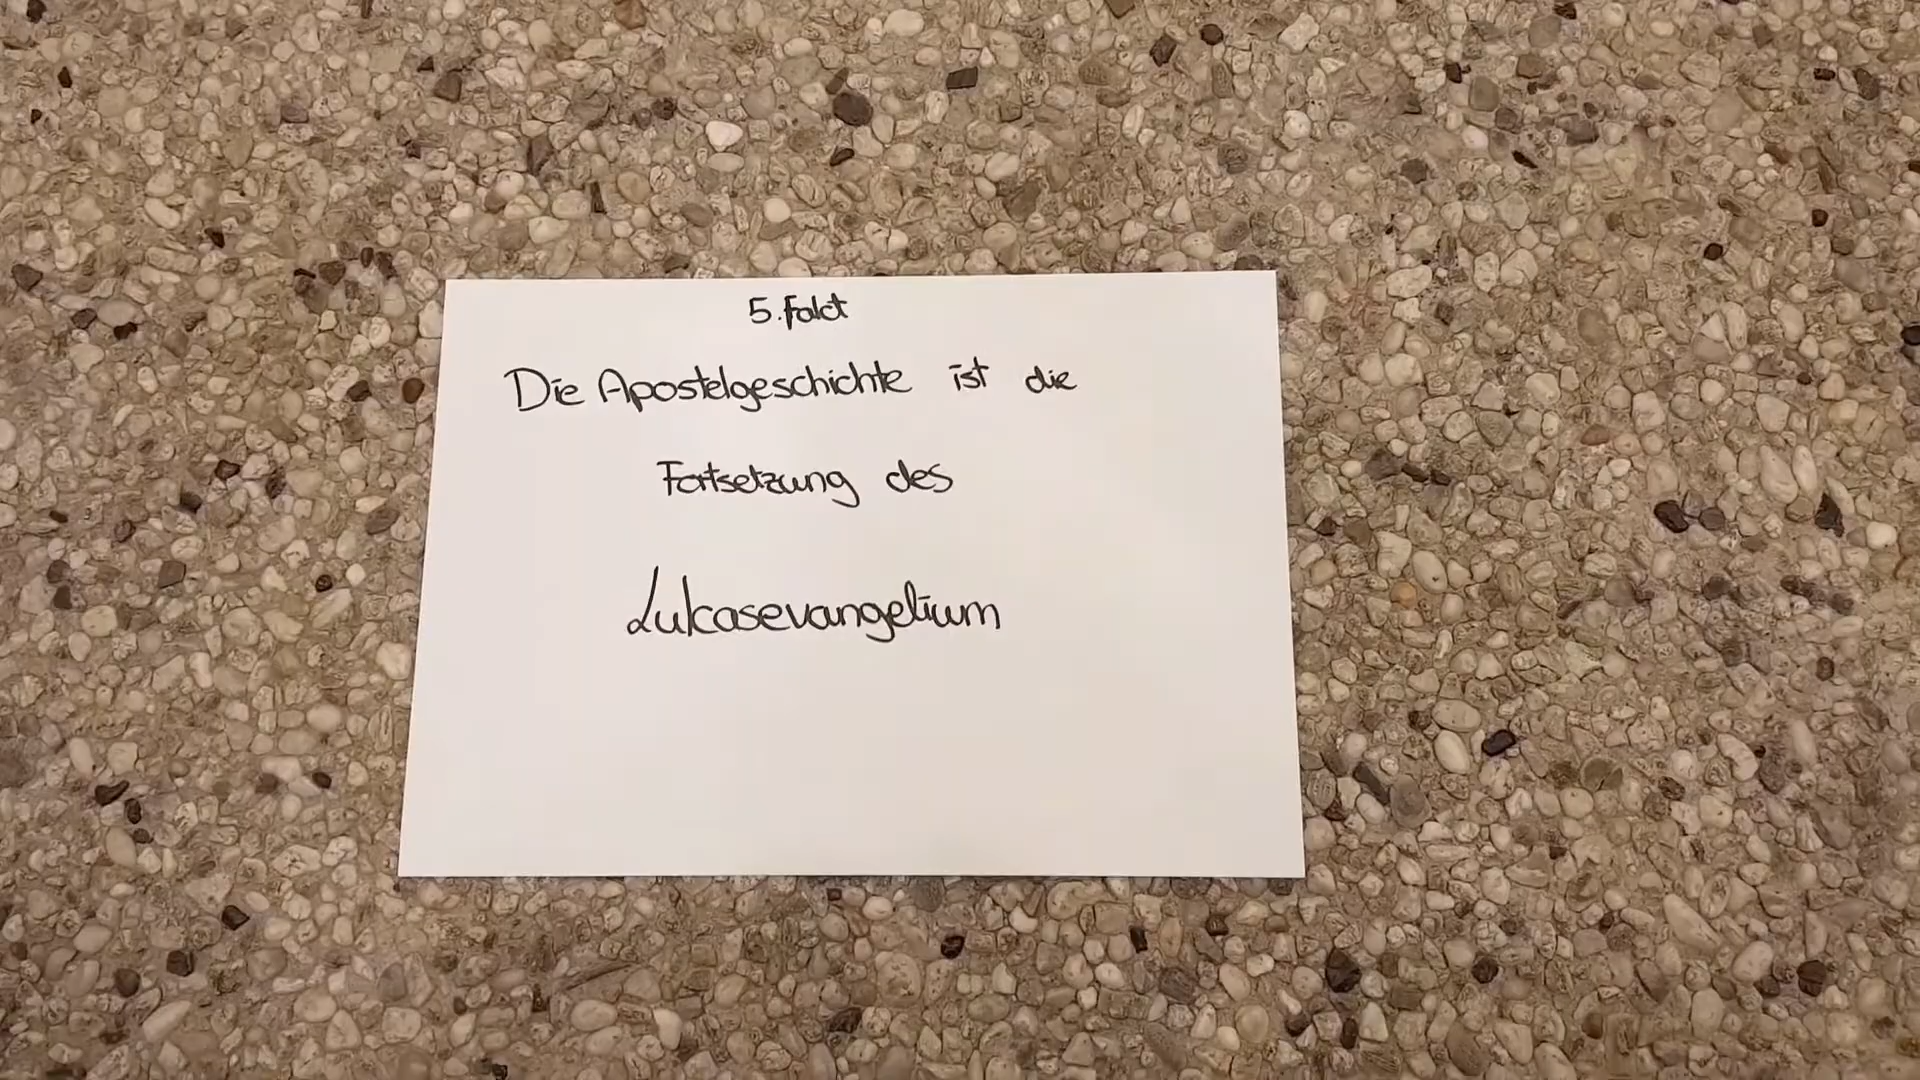 5. Fakt
Die Apostelgeschichte ist die
Fortsetzung des
Lukasevangelium